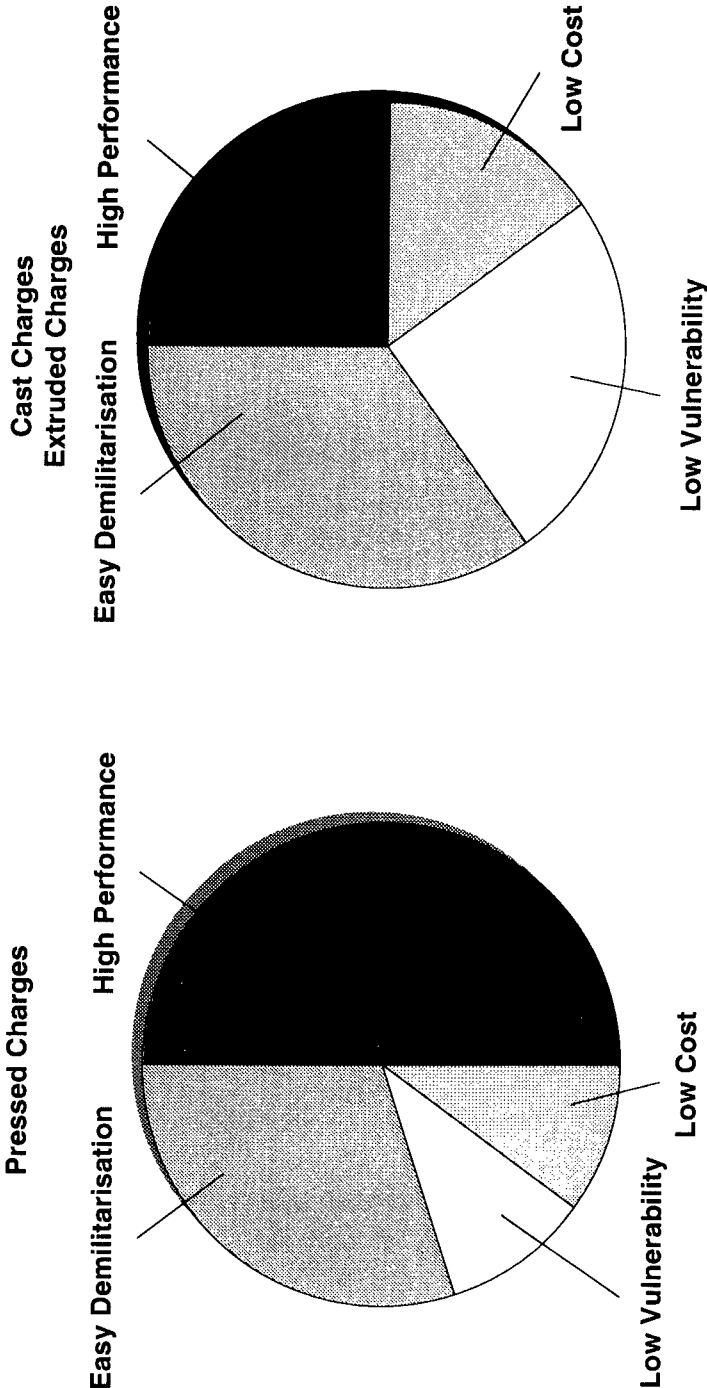 Pressed Charges
Easy Demilitarisation
High Performance
Low Vulnerability
Low Cost
Cast Charges
Extruded Charges
Easy Demilitarisation
High Performance
Low Vulnerability
Low Cost